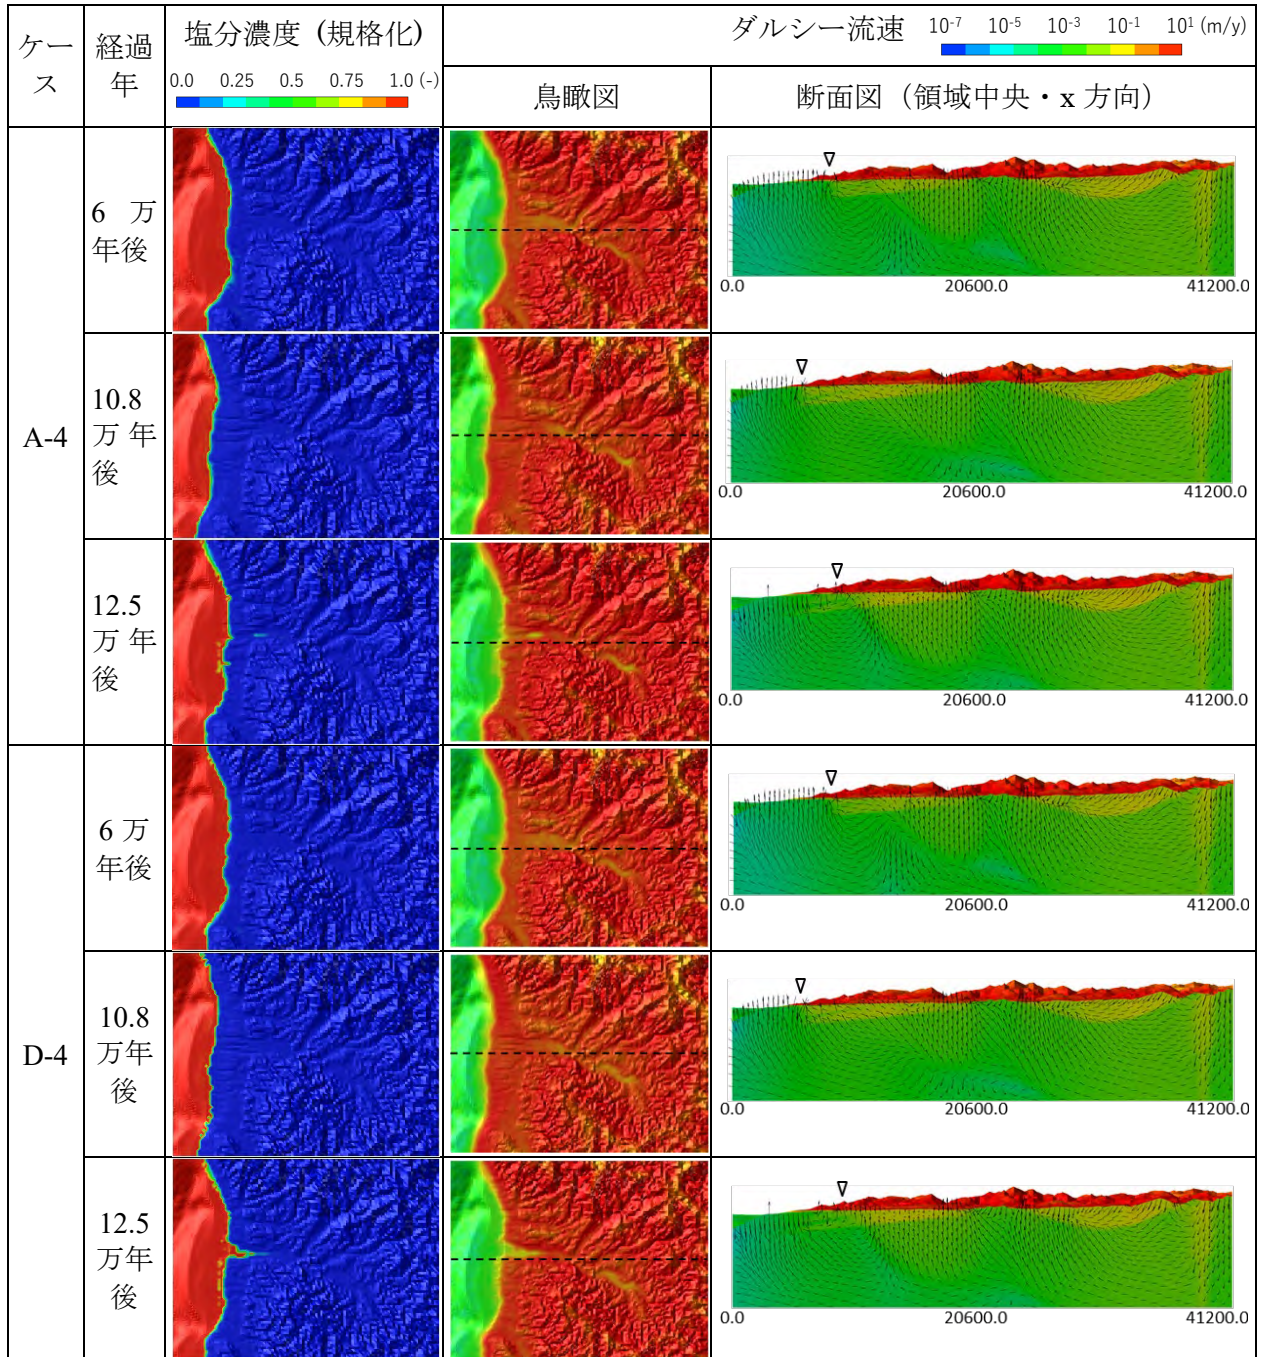 ケース
経過年
塩分濃度 (規格化)
0.0 0.25 0.5 0.75 1.0 (-)
ダルシー流速
10⁻⁷ 10⁻⁵ 10⁻³ 10⁻¹ 10¹ (m/y)
鳥瞰図
断面図（領域中央・x 方向）
A-4
6 万
年後
∇
0.0 20600.0 41200.0
10.8
万 年
後
∇
0.0 20600.0 41200.0
12.5
万 年
後
∇
0.0 20600.0 41200.0
D-4
6 万
年後
∇
0.0 20600.0 41200.0
10.8
万年
後
∇
0.0 20600.0 41200.0
12.5
万年
後
∇
0.0 20600.0 41200.0